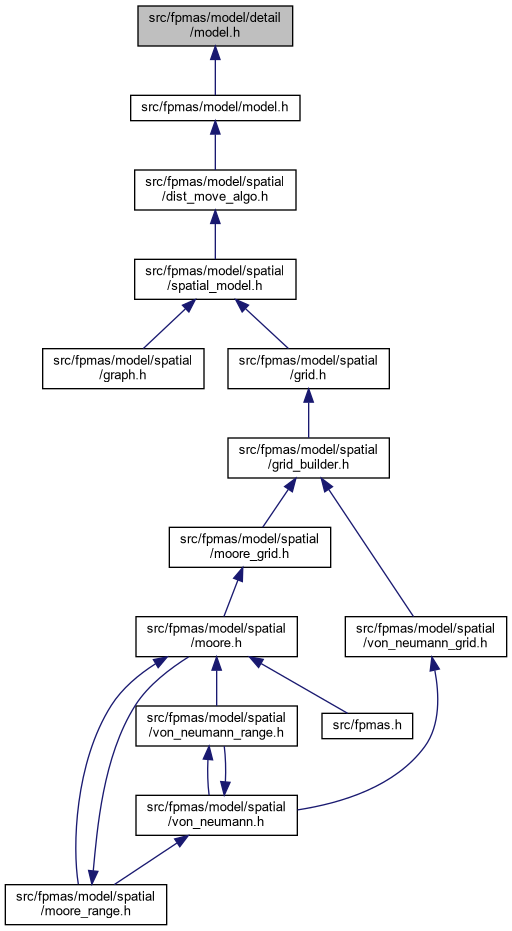 src/fpmas/model/detail
/model.h
src/fpmas/model/model.h
src/fpmas/model/spatial
/dist_move_algo.h
src/fpmas/model/spatial
/spatial_model.h
src/fpmas/model/spatial
/graph.h
src/fpmas/model/spatial
/grid.h
src/fpmas/model/spatial
/grid_builder.h
src/fpmas/model/spatial
/moore_grid.h
src/fpmas/model/spatial
/moore.h
src/fpmas/model/spatial
/von_neumann_grid.h
src/fpmas/model/spatial
/von_neumann_range.h
src/fpmas.h
src/fpmas/model/spatial
/von_neumann.h
src/fpmas/model/spatial
/moore_range.h